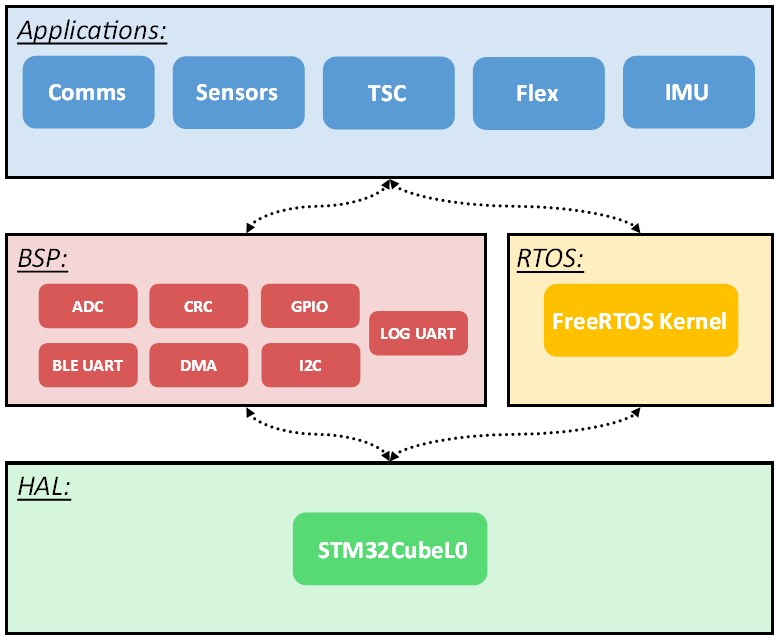 Applications:
Comms
Sensors
TSC
Flex
IMU
BSP:
ADC
CRC
GPIO
LOG UART
BLE UART
DMA
I2C
RTOS:
FreeRTOS Kernel
HAL:
STM32CubeL0